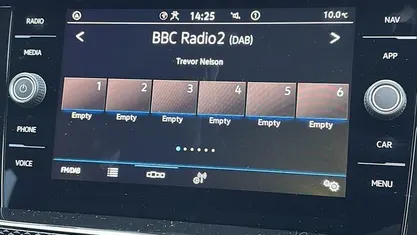 RADIO
14:25
10.0°C
NAV
BBC Radio2 (DAB)
MEDIA
APP
Trevor Nelson
1 2 3 4 5 6
Empty Empty Empty Empty Empty Empty
PHONE
CAR
VOICE
FM/DAB
MENU